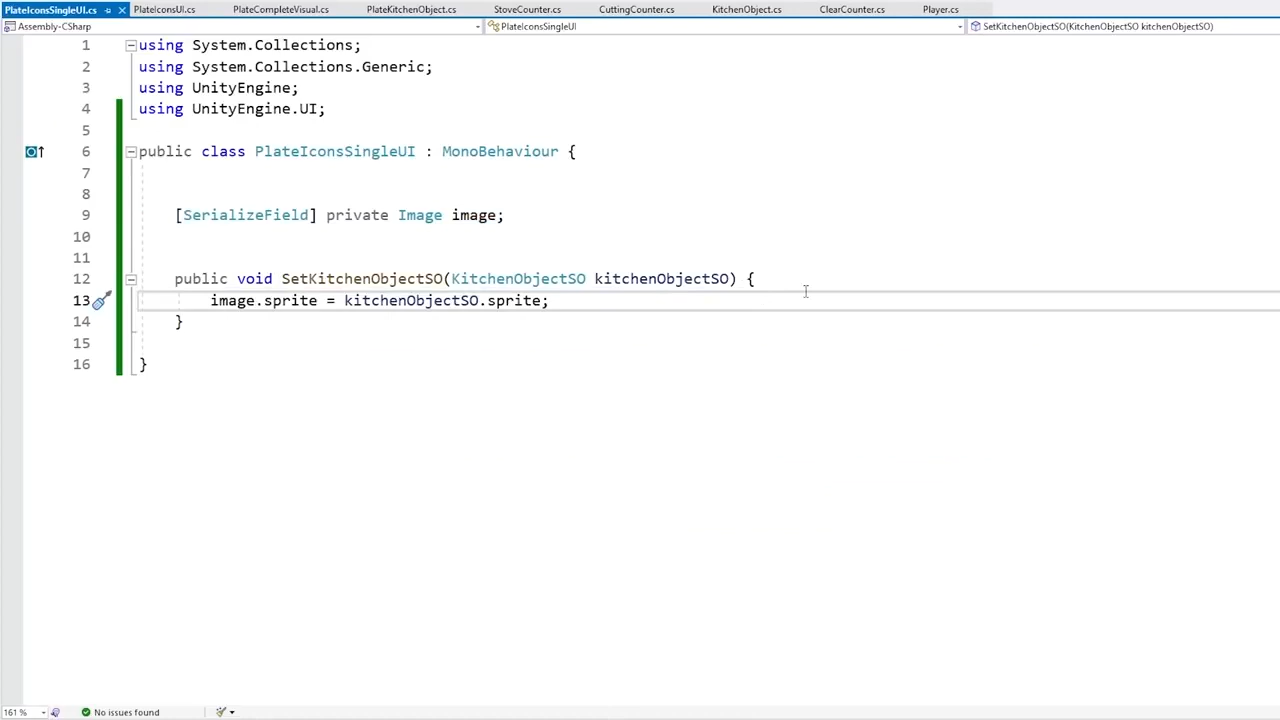 PlateIconsSingleUI.cs PlateIconsUI.cs PlateCompleteVisual.cs PlateKitchenObject.cs StoveCounter.cs CuttingCounter.cs KitchenObject.cs ClearCounter.cs Player.cs
Assembly-CSharp PlateIconsSingleUI SetKitchenObjectSO(KitchenObjectSO kitchenObjectSO)
1 using System.Collections;
2 using System.Collections.Generic;
3 using UnityEngine;
4 using UnityEngine.UI;
5
6 public class PlateIconsSingleUI : MonoBehaviour {
7
8
9 [SerializeField] private Image image;
10
11
12 public void SetKitchenObjectSO(KitchenObjectSO kitchenObjectSO) {
13 image.sprite = kitchenObjectSO.sprite;
14 }
15
16 }
161 % No issues found